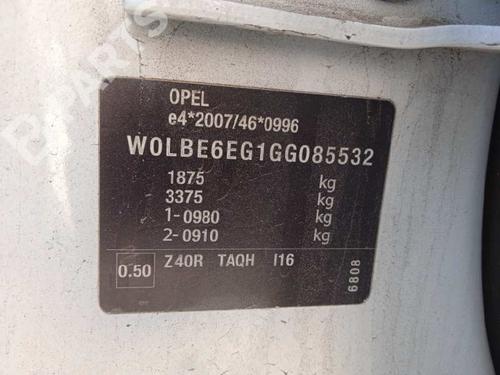 OPEL
e4*2007/46*0996
W0LBE6EG1GG085532
1875 kg
3375 kg
1-0980 kg
2-0910 kg
0.50 Z40R TAQH I16
6808
B-PARTS